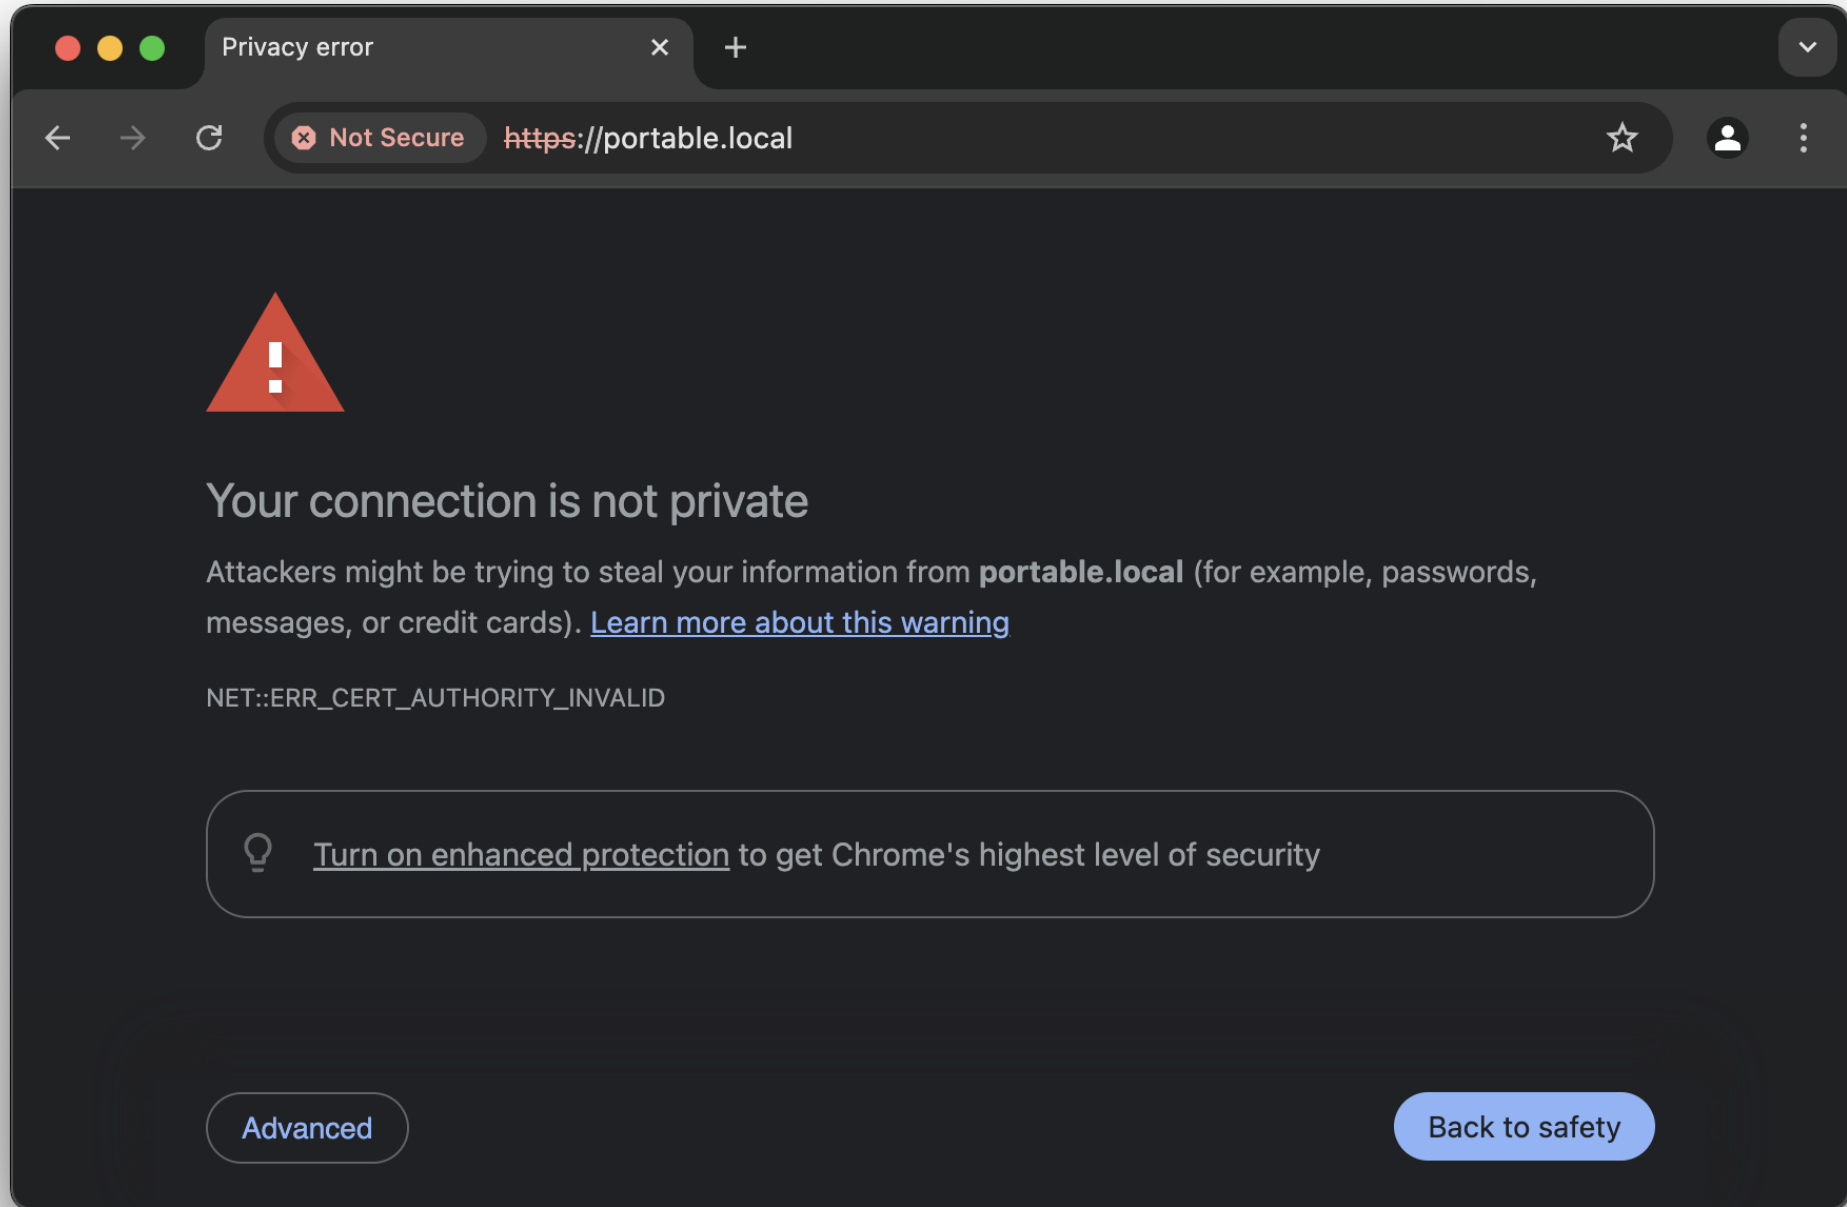 Privacy error
Not Secure https://portable.local
Your connection is not private
Attackers might be trying to steal your information from portable.local (for example, passwords,
messages, or credit cards). Learn more about this warning
NET::ERR_CERT_AUTHORITY_INVALID
Turn on enhanced protection to get Chrome's highest level of security
Advanced
Back to safety